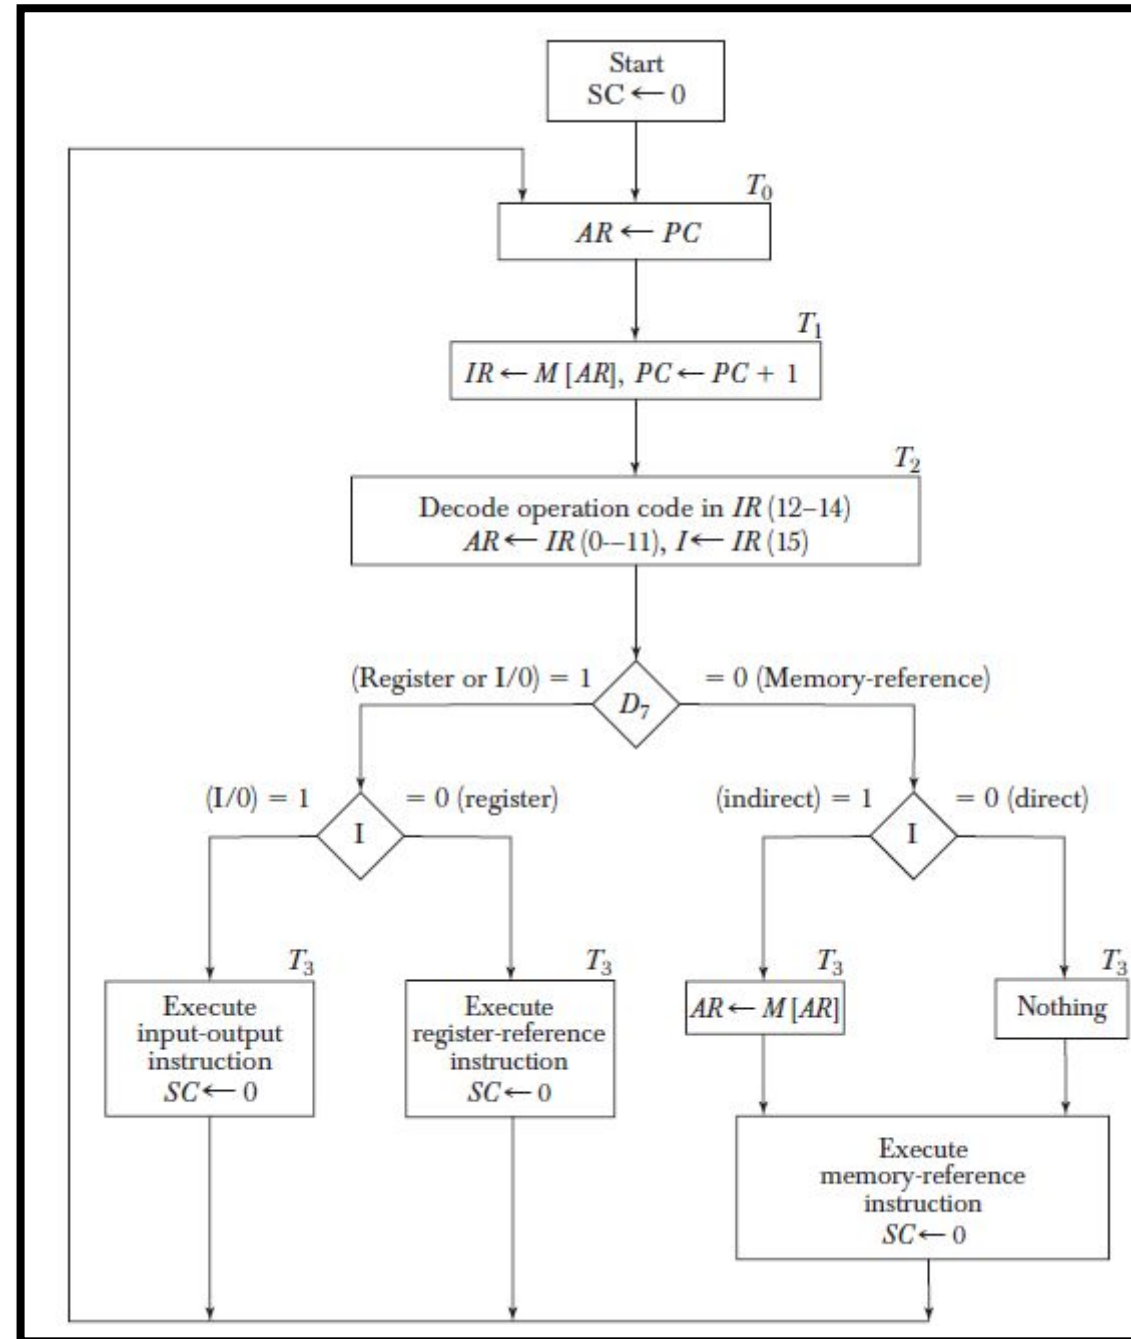 Start
SC ← 0
T₀
AR ← PC
T₁
IR ← M [AR], PC ← PC + 1
T₂
Decode operation code in IR (12–14)
AR ← IR (0-–11), I ← IR (15)
(Register or I/0) = 1
= 0 (Memory-reference)
D₇
(I/0) = 1
= 0 (register)
(indirect) = 1
= 0 (direct)
I
I
T₃
T₃
T₃
T₃
Execute
input-output
instruction
SC ← 0
Execute
register-reference
instruction
SC ← 0
AR ← M [AR]
Nothing
Execute
memory-reference
instruction
SC ← 0